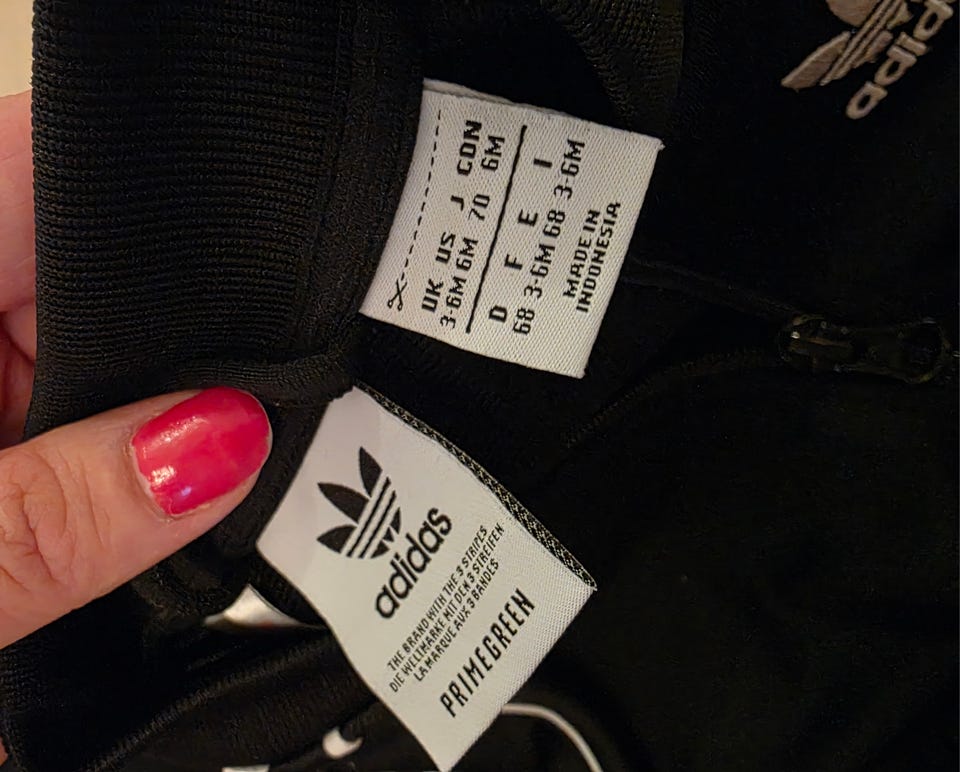 UK US J CDN
3-6M 6M 70 6M
D F E I
68 3-6M 68 3-6M
MADE IN
INDONESIA
adidas
THE BRAND WITH THE 3 STRIPES
DIE WELTMARKE MIT DEN 3 STREIFEN
LA MARQUE AUX 3 BANDES
PRIMEGREEN
adidas